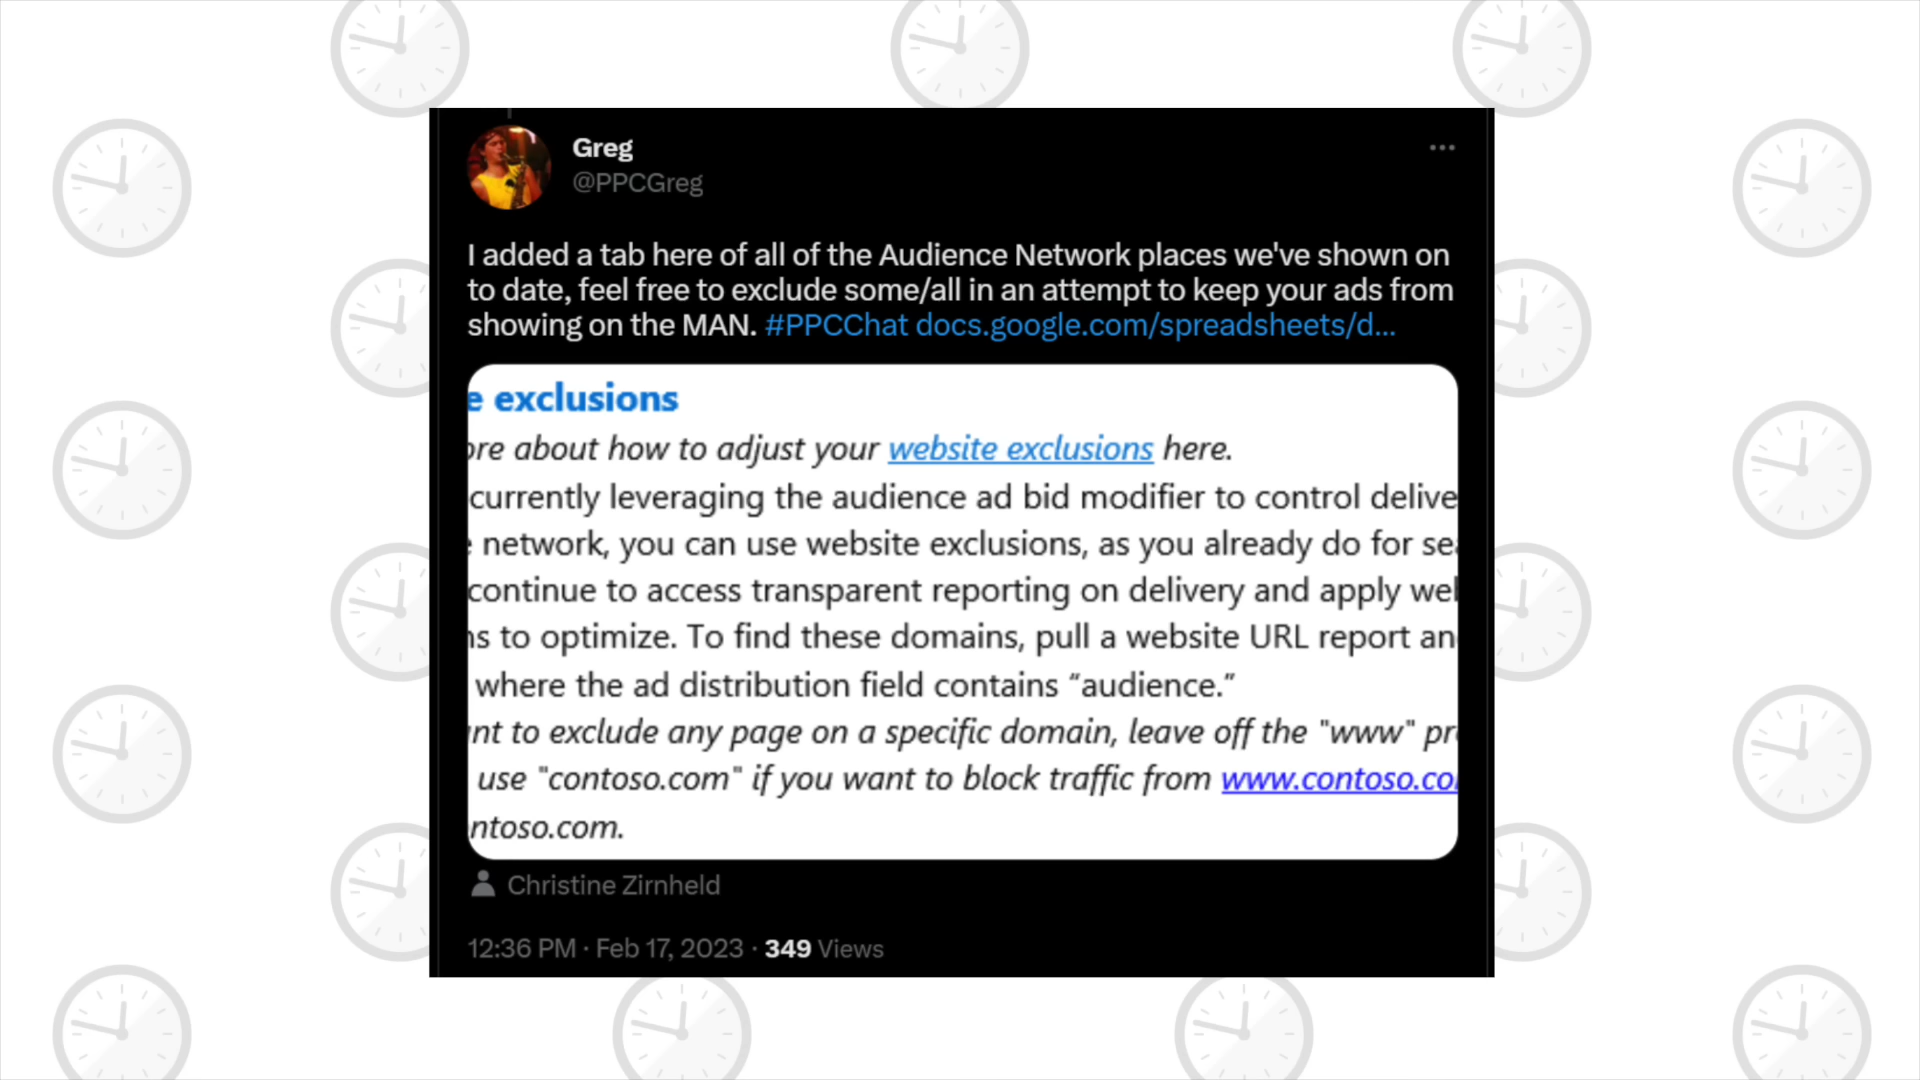 Greg
@PPCGreg
I added a tab here of all of the Audience Network places we've shown on
to date, feel free to exclude some/all in an attempt to keep your ads from
showing on the MAN. #PPCChat docs.google.com/spreadsheets/d...
e exclusions
ore about how to adjust your website exclusions here.
currently leveraging the audience ad bid modifier to control delive
e network, you can use website exclusions, as you already do for sea
continue to access transparent reporting on delivery and apply wel
ns to optimize. To find these domains, pull a website URL report an
where the ad distribution field contains “audience.”
nt to exclude any page on a specific domain, leave off the "www" pr
use "contoso.com" if you want to block traffic from www.contoso.co
ntoso.com.
Christine Zirnheld
12:36 PM · Feb 17, 2023 · 349 Views